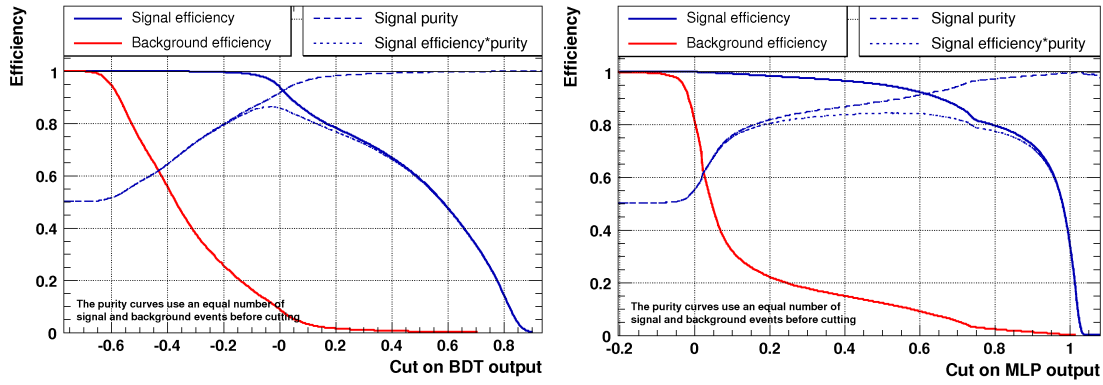 Signal efficiency
Background efficiency
Signal purity
Signal efficiency*purity
Efficiency
1
0.8
0.6
0.4
0.2
0
The purity curves use an equal number of
signal and background events before cutting
-0.6 -0.4 -0.2 -0 0.2 0.4 0.6 0.8
Cut on BDT output
Signal efficiency
Background efficiency
Signal purity
Signal efficiency*purity
Efficiency
1
0.8
0.6
0.4
0.2
0
The purity curves use an equal number of
signal and background events before cutting
-0.2 0 0.2 0.4 0.6 0.8 1
Cut on MLP output